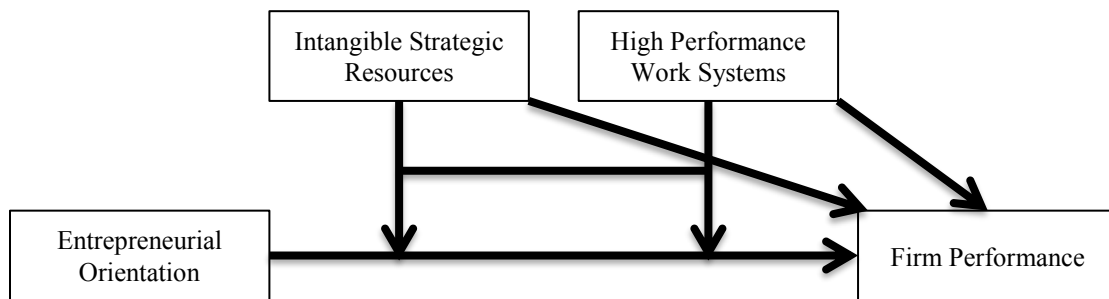 Intangible Strategic
Resources
High Performance
Work Systems
Entrepreneurial
Orientation
Firm Performance